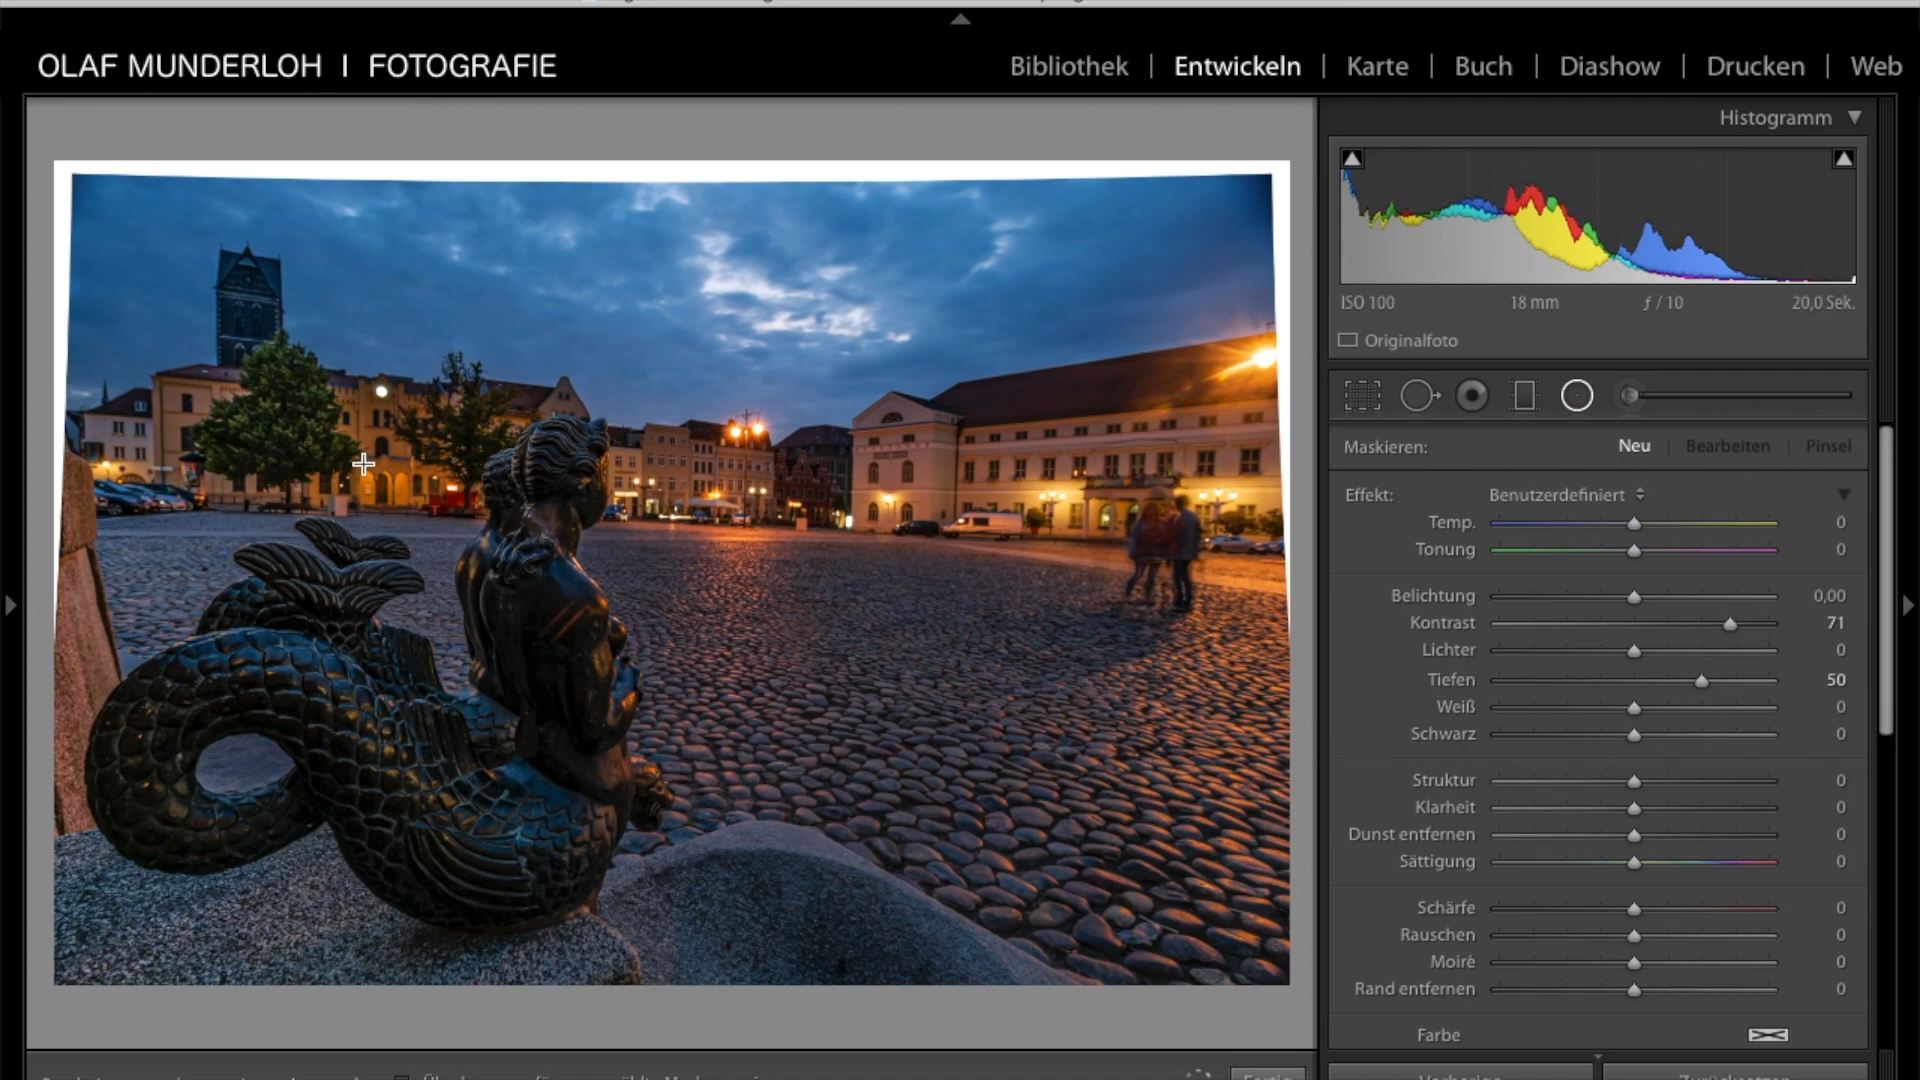 OLAF MUNDERLOH I FOTOGRAFIE
Bibliothek | Entwickeln | Karte | Buch | Diashow | Drucken | Web
Histogramm
ISO 100 18 mm ƒ / 10 20,0 Sek.
Originalfoto
Maskieren: Neu | Bearbeiten | Pinsel
Effekt: Benutzerdefiniert
Temp. 0
Tonung 0
Belichtung 0,00
Kontrast 71
Lichter 0
Tiefen 50
Weiß 0
Schwarz 0
Struktur 0
Klarheit 0
Dunst entfernen 0
Sättigung 0
Schärfe 0
Rauschen 0
Moiré 0
Rand entfernen 0
Farbe
Fertig
Vorherige Zurücksetzen